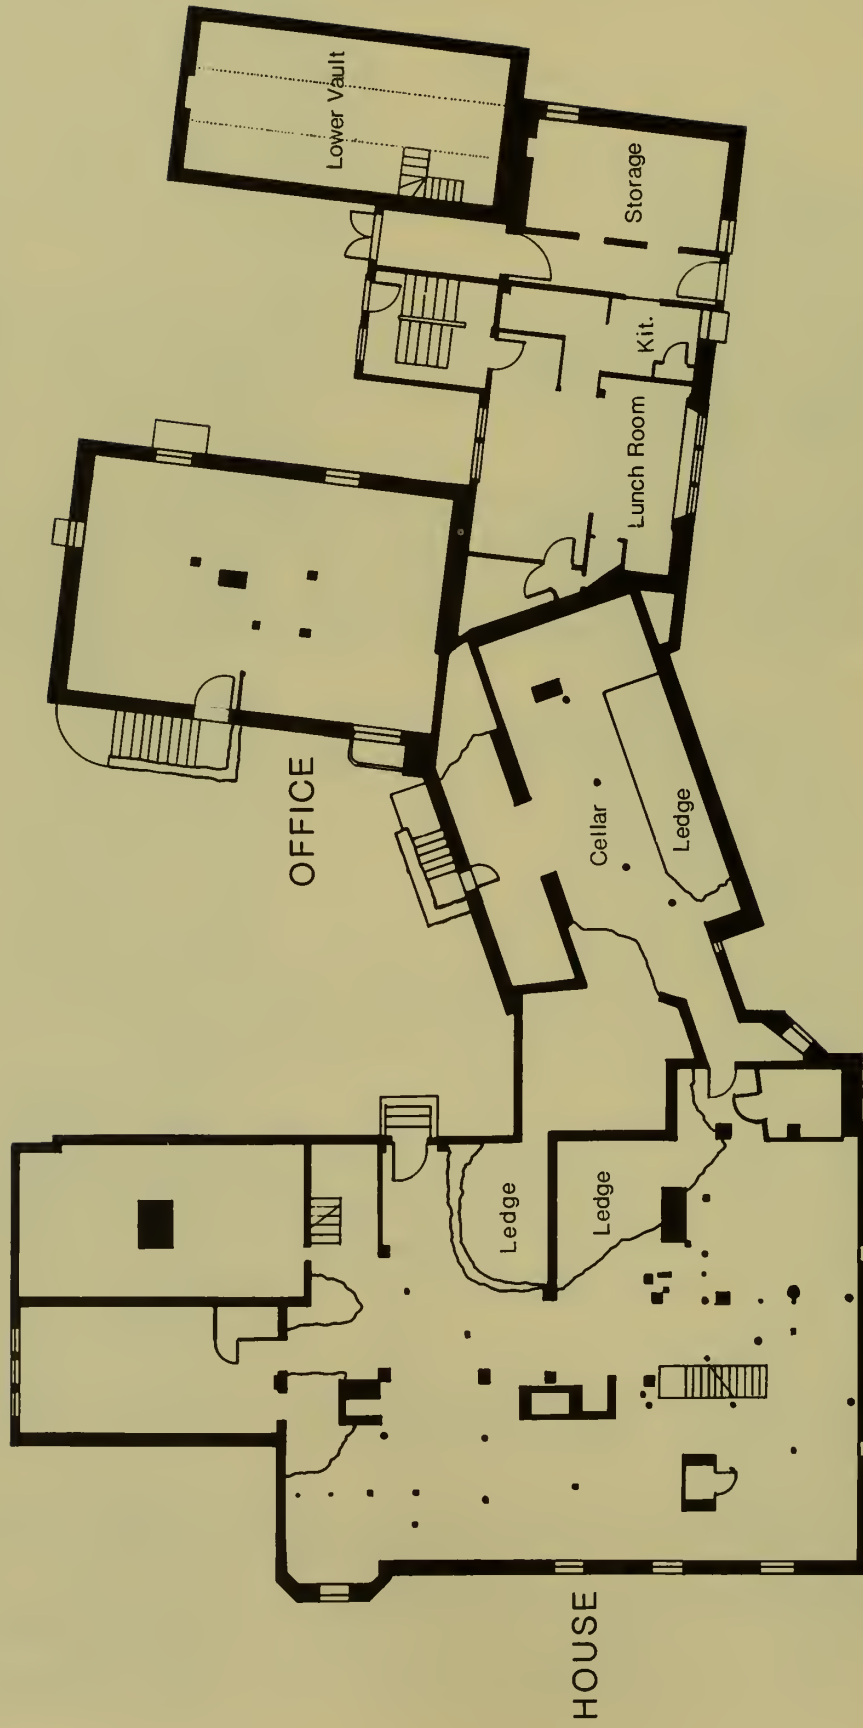 Lower Vault
Storage
Kit.
Lunch Room
OFFICE
Cellar
Ledge
Ledge
Ledge
HOUSE